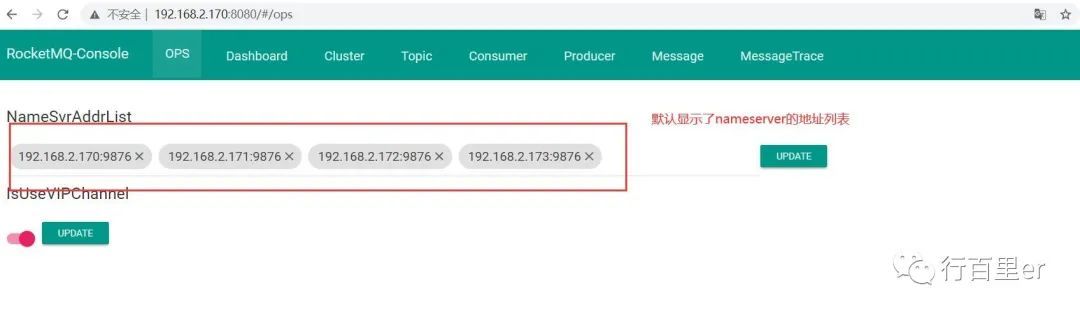 不安全 | 192.168.2.170:8080/#/ops
RocketMQ-Console OPS Dashboard Cluster Topic Consumer Producer Message MessageTrace
NameSvrAddrList 默认显示了nameserver的地址列表
192.168.2.170:9876 × 192.168.2.171:9876 × 192.168.2.172:9876 × 192.168.2.173:9876 × UPDATE
IsUseVIPChannel
UPDATE
行百里er